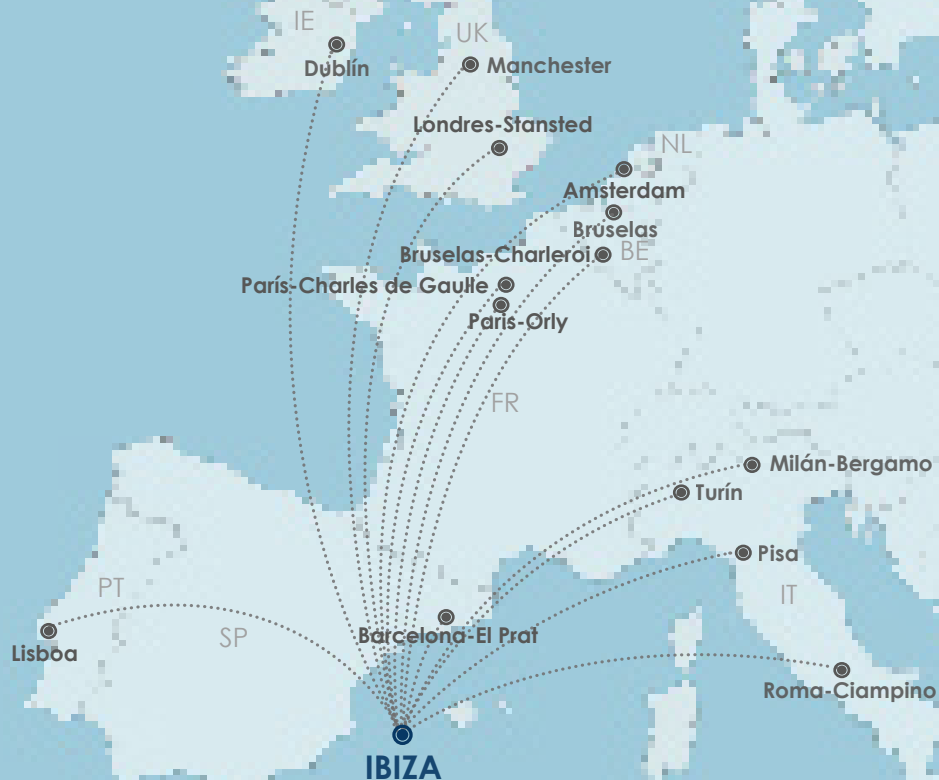 IE
UK
Dublín
Manchester
Londres-Stansted
NL
Amsterdam
Bruselas
Bruselas-Charleroi
BE
París-Charles de Gaulle
Paris-Orly
FR
Milán-Bergamo
Turín
Pisa
PT
IT
Barcelona-El Prat
SP
Lisboa
Roma-Ciampino
IBIZA